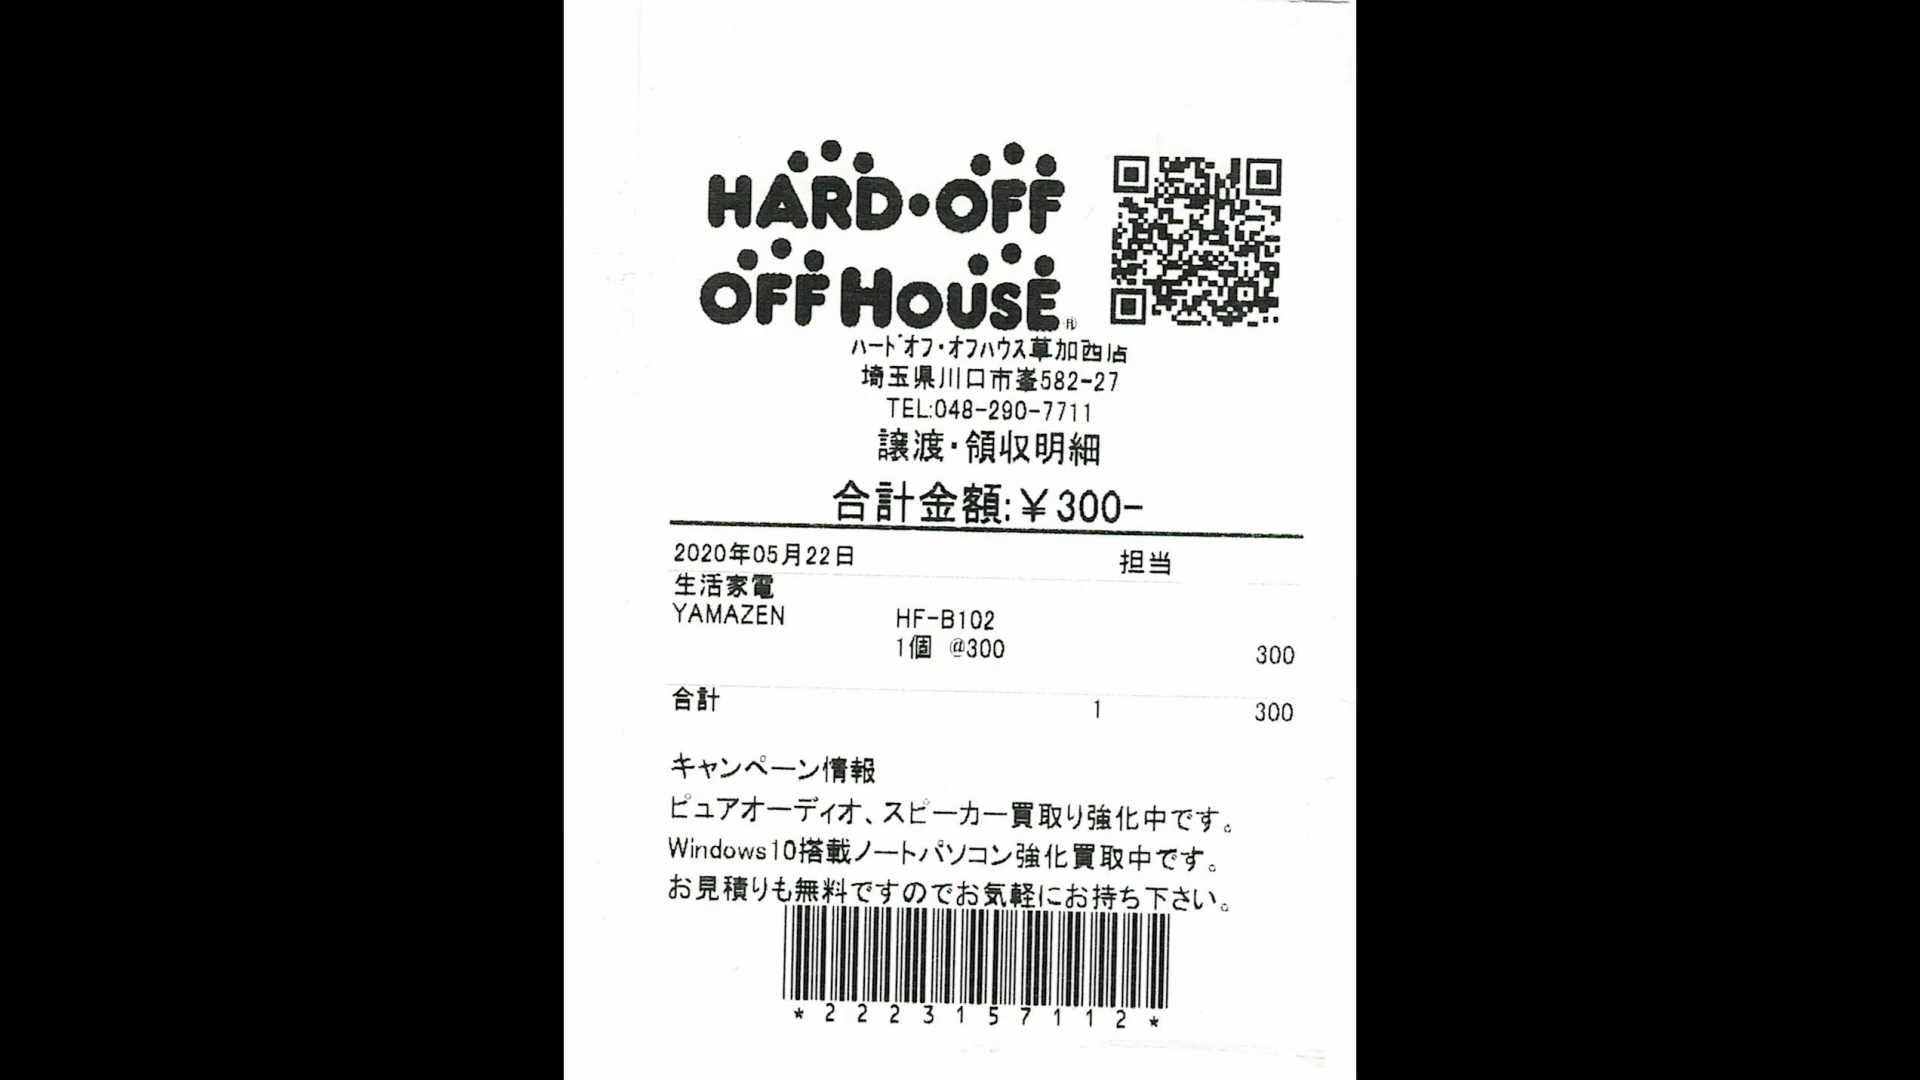 HARD・OFF
OFF HOUSE®
ハードオフ・オフハウス草加西店
埼玉県川口市峯582-27
TEL:048-290-7711
譲渡・領収明細
合計金額:¥300-
2020年05月22日 担当
生活家電
YAMAZEN HF-B102
1個 @300 300
合計 1 300
キャンペーン情報
ピュアオーディオ、スピーカー買取り強化中です。
Windows10搭載ノートパソコン強化買取中です。
お見積りも無料ですのでお気軽にお持ち下さい。
*222315711 2*